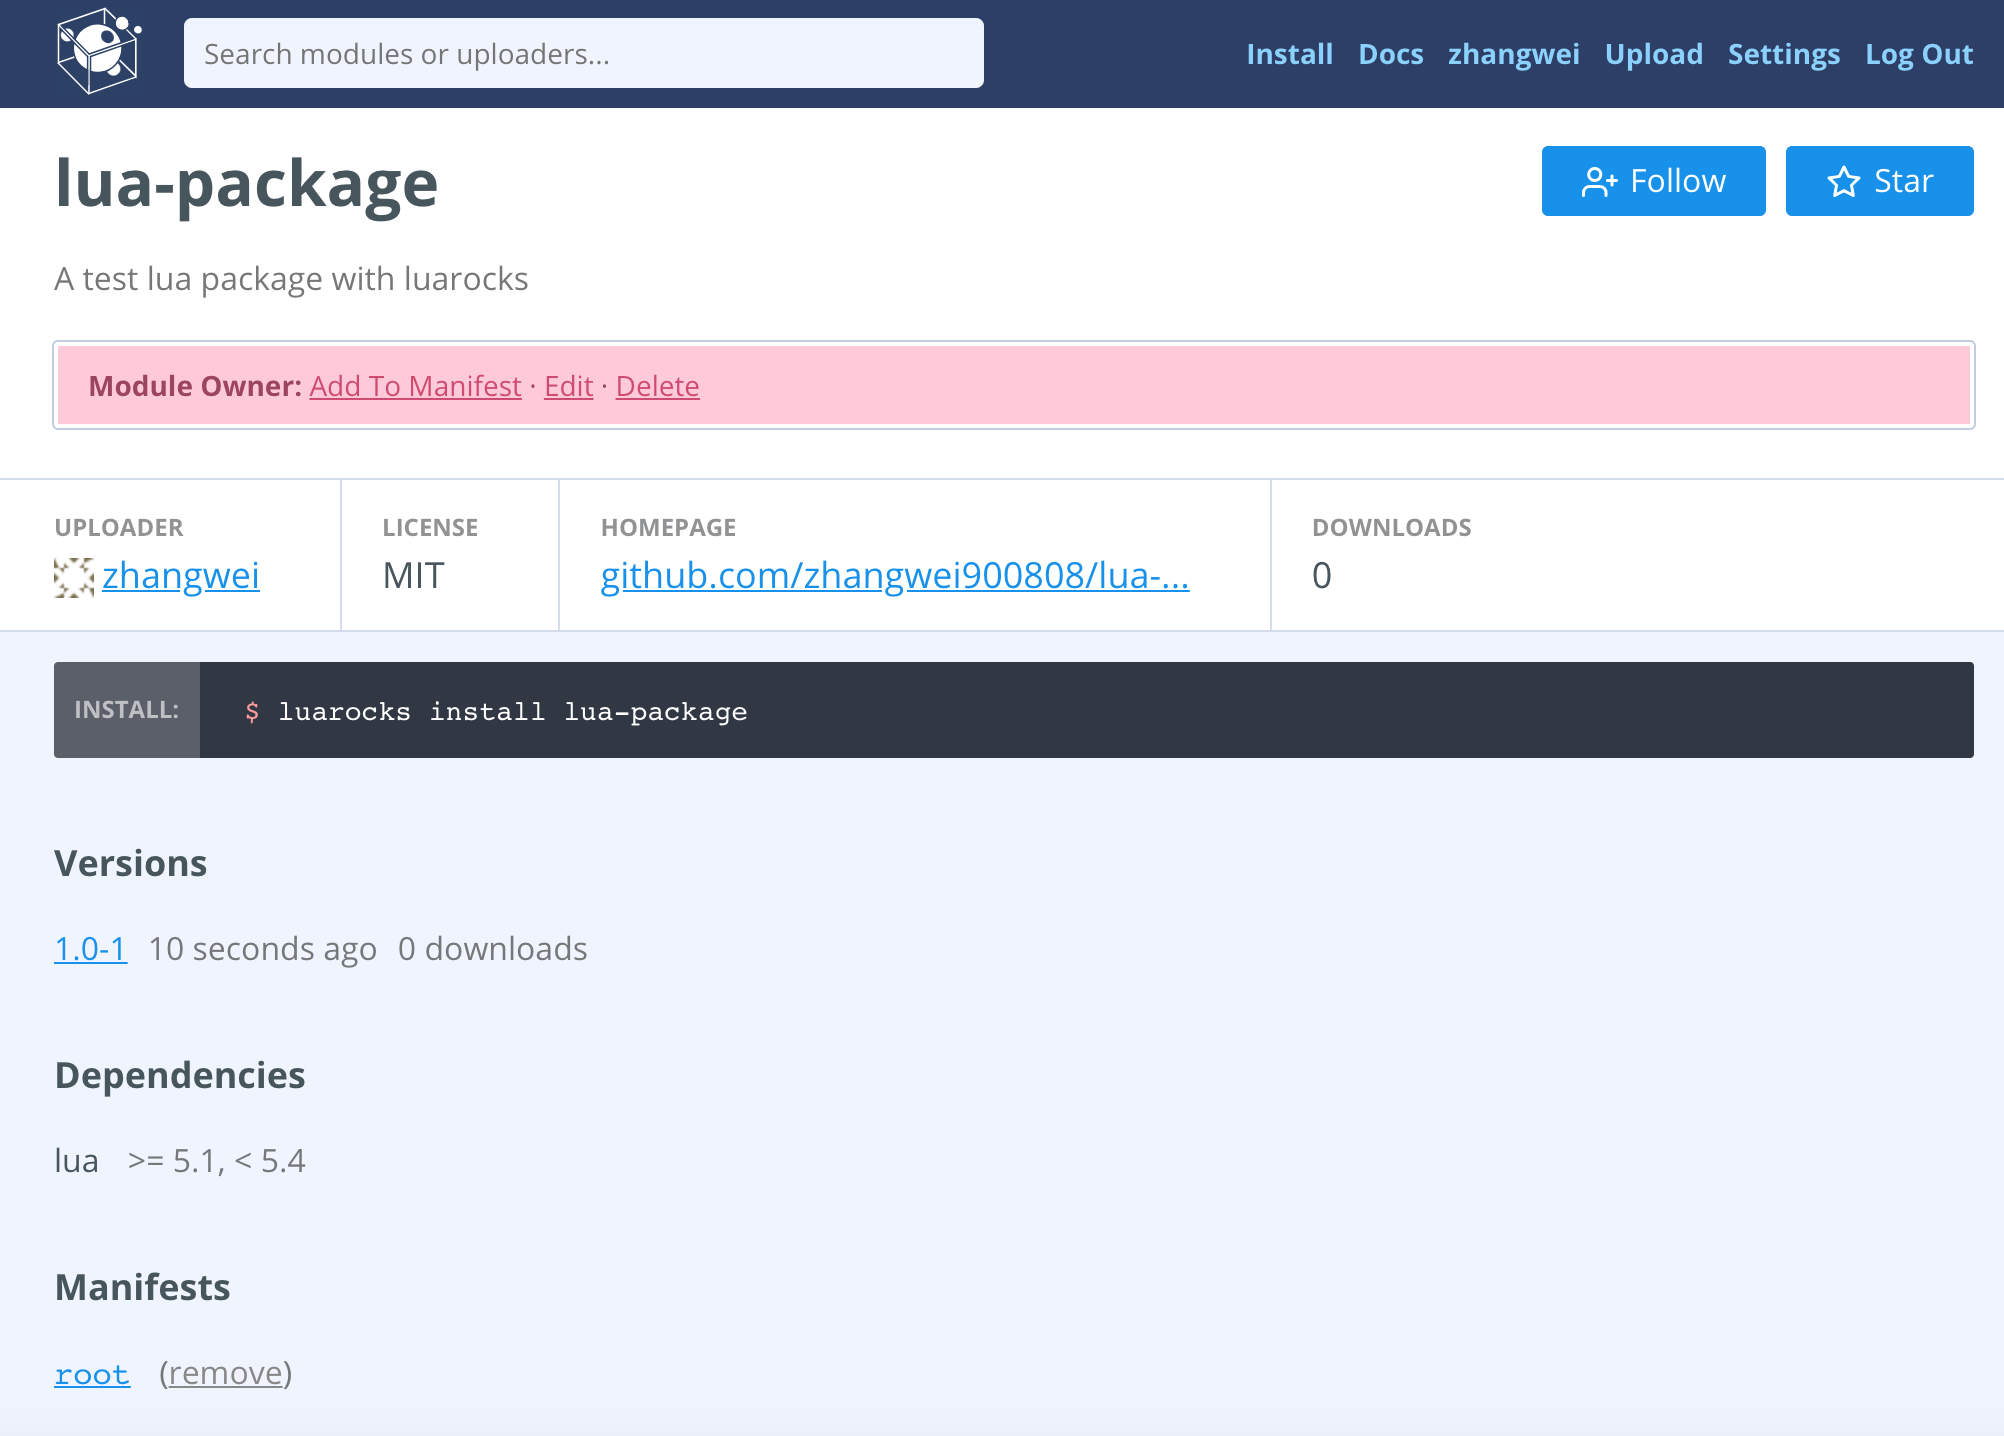 Search modules or uploaders...
Install Docs zhangwei Upload Settings Log Out
lua-package
Follow
Star
A test lua package with luarocks
Module Owner: Add To Manifest · Edit · Delete
UPLOADER
zhangwei
LICENSE
MIT
HOMEPAGE
github.com/zhangwei900808/lua-...
DOWNLOADS
0
INSTALL: $ luarocks install lua-package
Versions
1.0-1 10 seconds ago 0 downloads
Dependencies
lua >= 5.1, < 5.4
Manifests
root (remove)